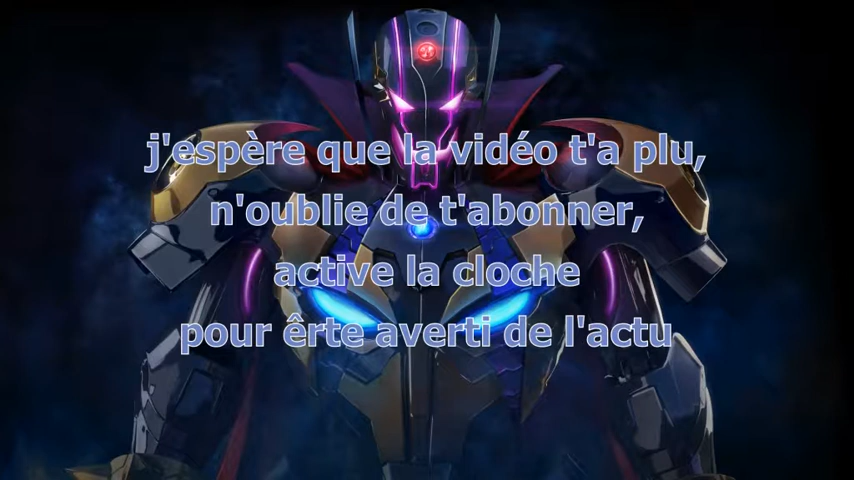 j'espère que la vidéo t'a plu,
n'oublie de t'abonner,
active la cloche
pour êrte averti de l'actu